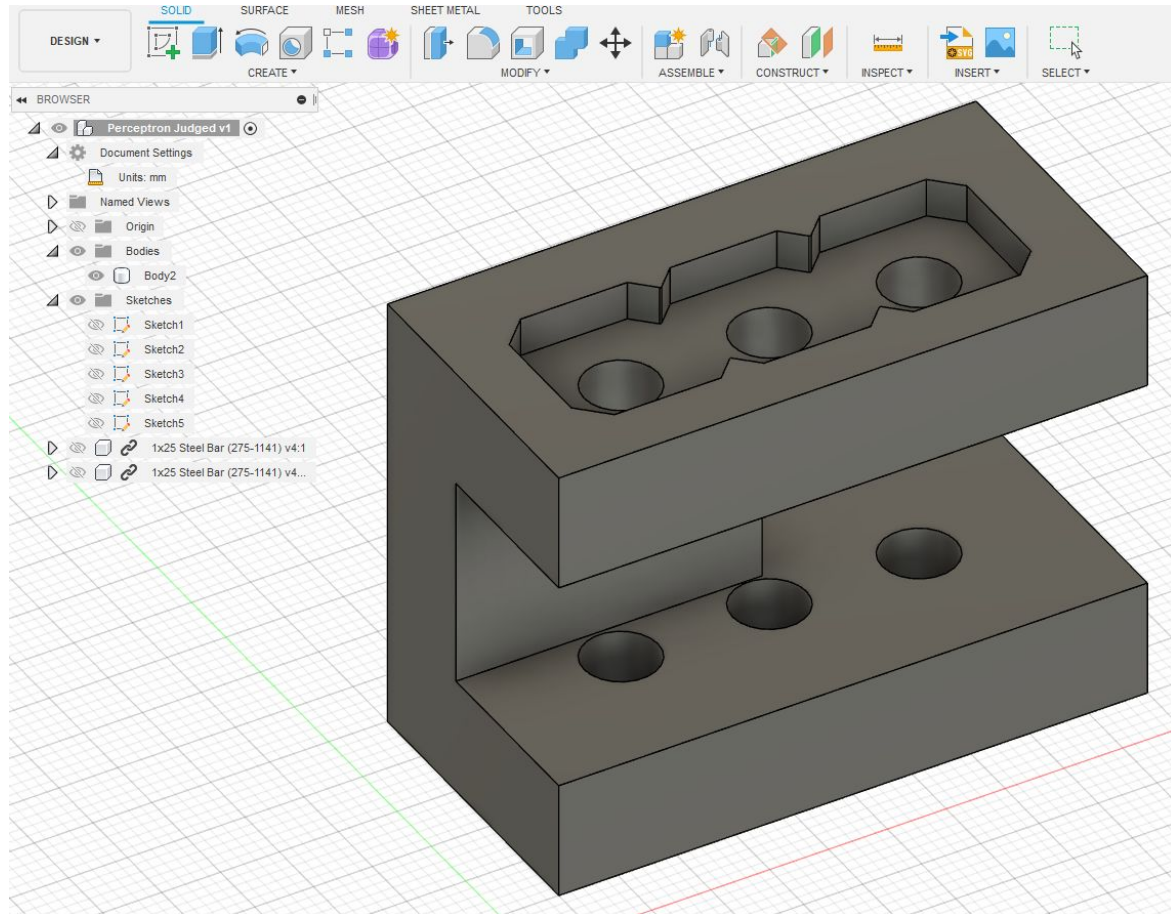 SOLID SURFACE MESH SHEET METAL TOOLS
DESIGN ▾
CREATE ▾ MODIFY ▾ ASSEMBLE ▾ CONSTRUCT ▾ INSPECT ▾ INSERT ▾ SELECT ▾
BROWSER
Perceptron Judged v1
Document Settings
Units: mm
Named Views
Origin
Bodies
Body2
Sketches
Sketch1
Sketch2
Sketch3
Sketch4
Sketch5
1x25 Steel Bar (275-1141) v4:1
1x25 Steel Bar (275-1141) v4...